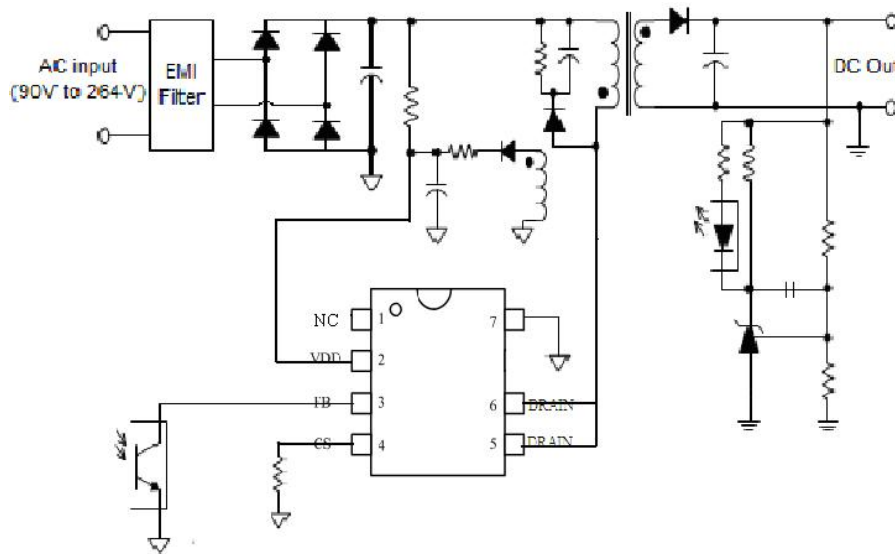 AC input
(90V to 264V)
EMI
Filter
DC Out
NC
1
7
VDD
2
FB
3
6
DRAIN
CS
4
5
DRAIN